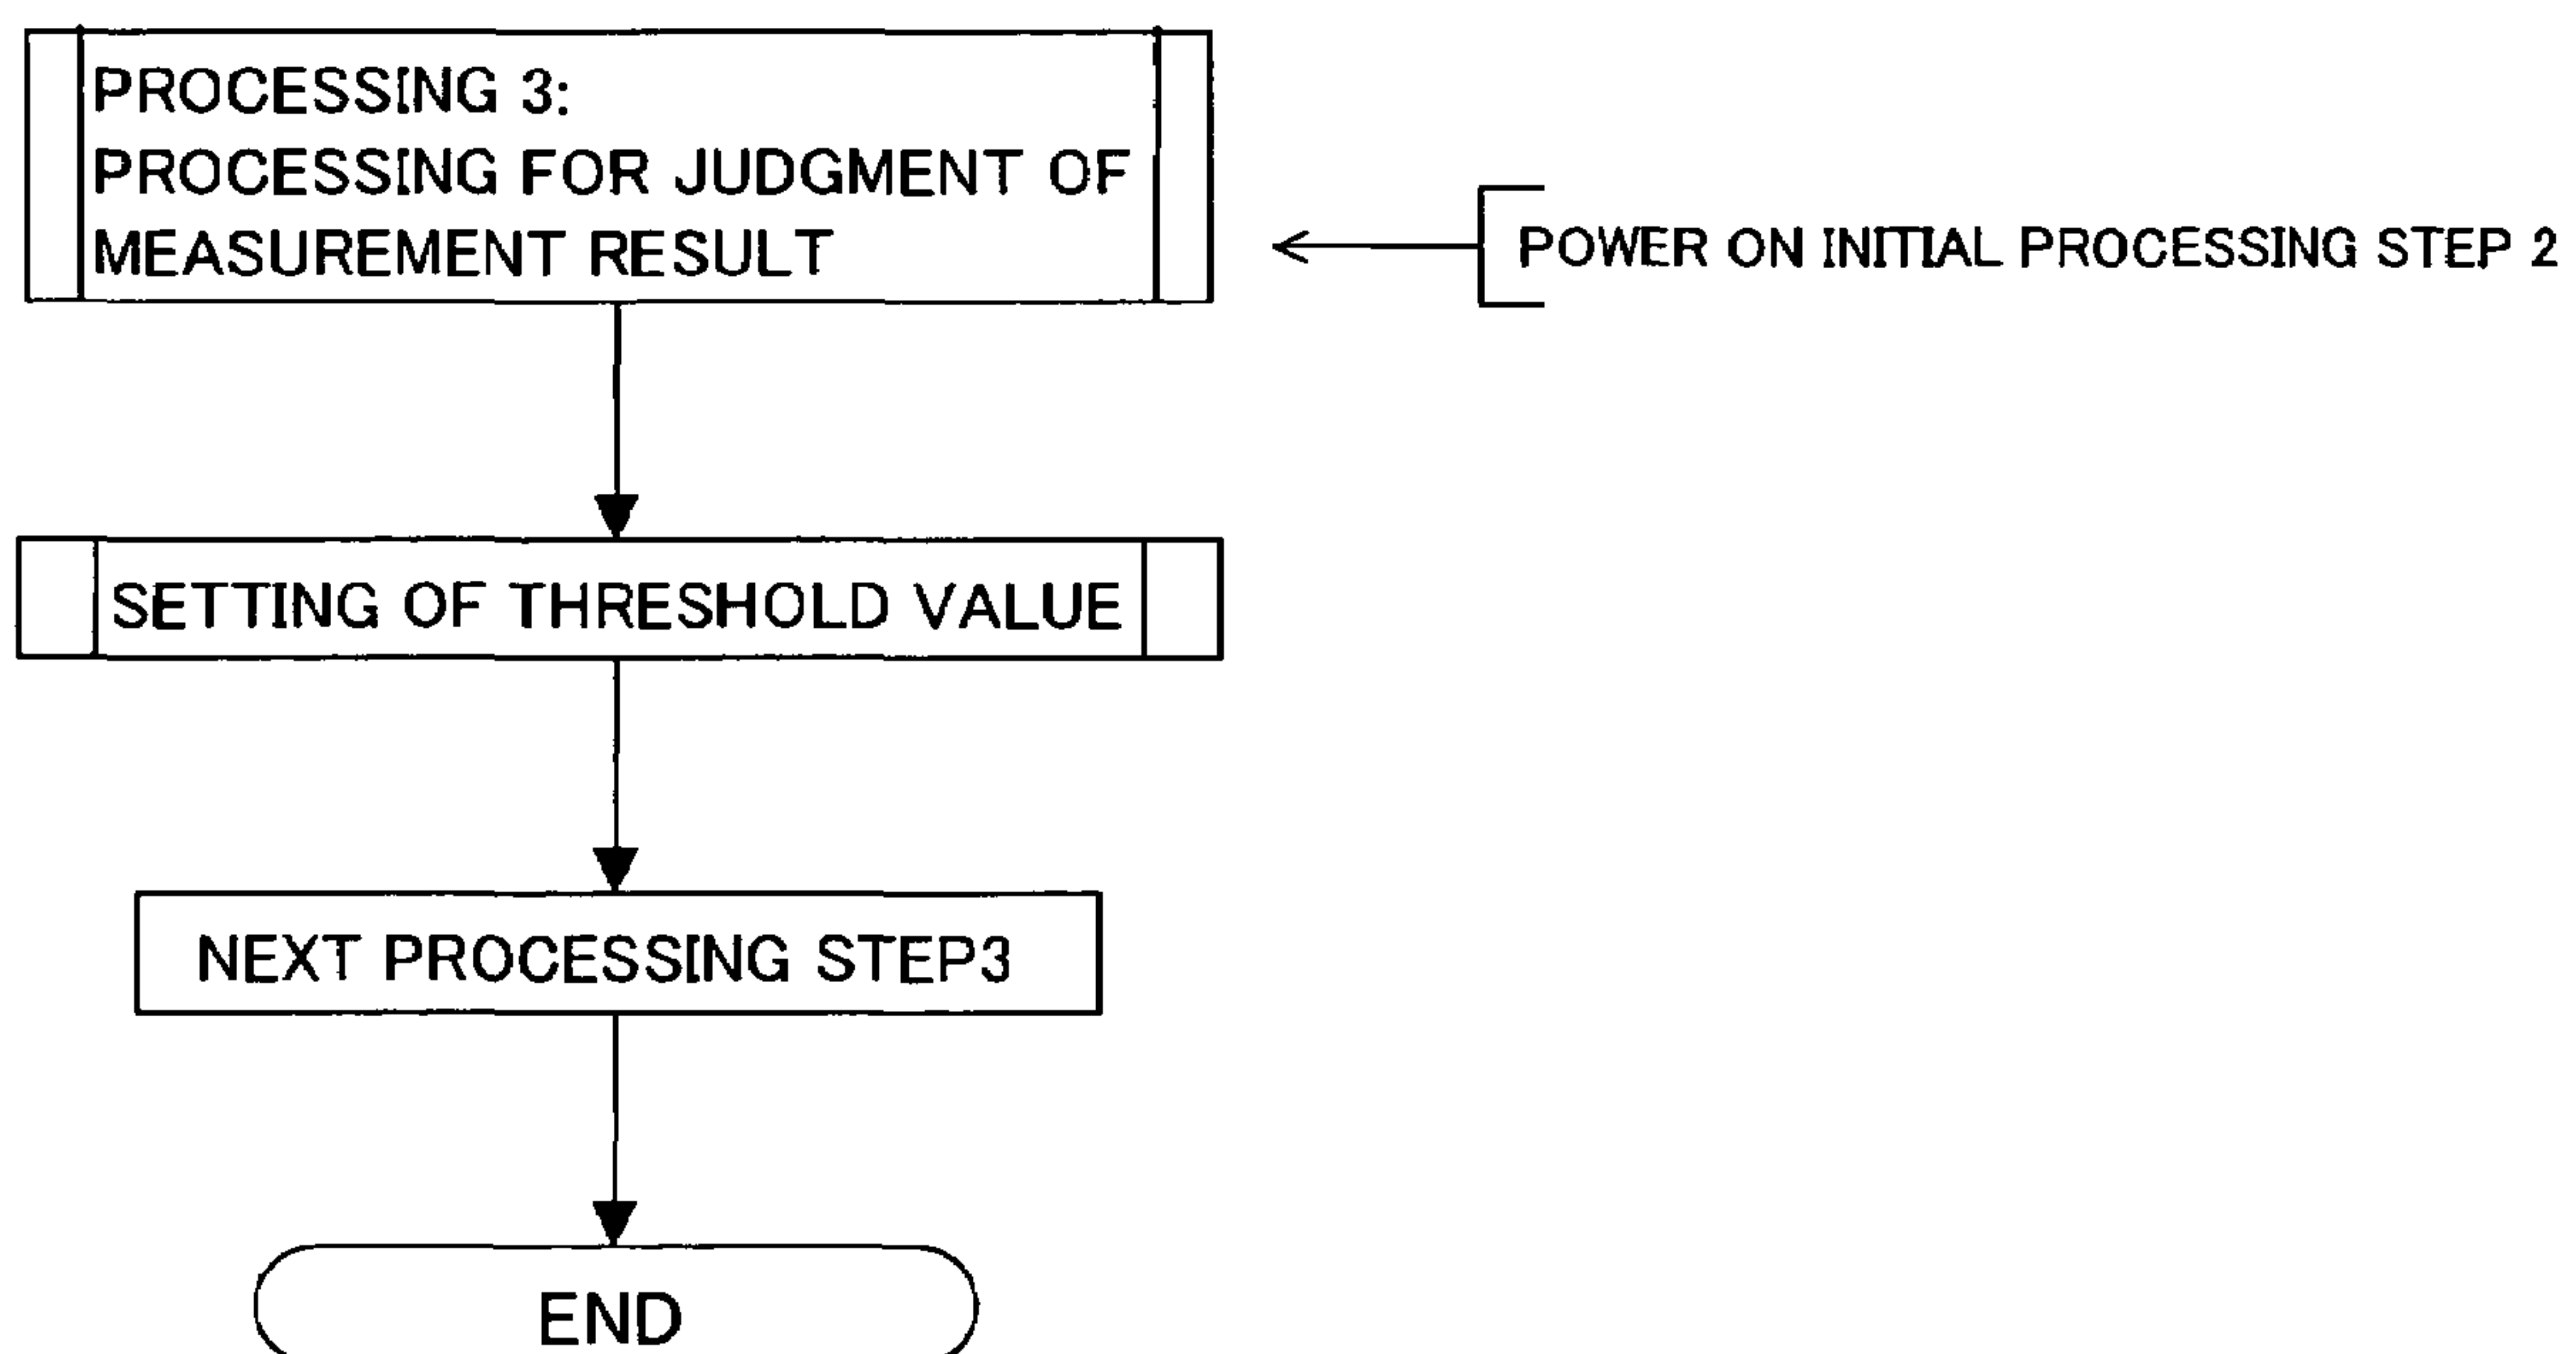 PROCESSING 3:
PROCESSING FOR JUDGMENT OF
MEASUREMENT RESULT
POWER ON INITIAL PROCESSING STEP 2
SETTING OF THRESHOLD VALUE
NEXT PROCESSING STEP3
END